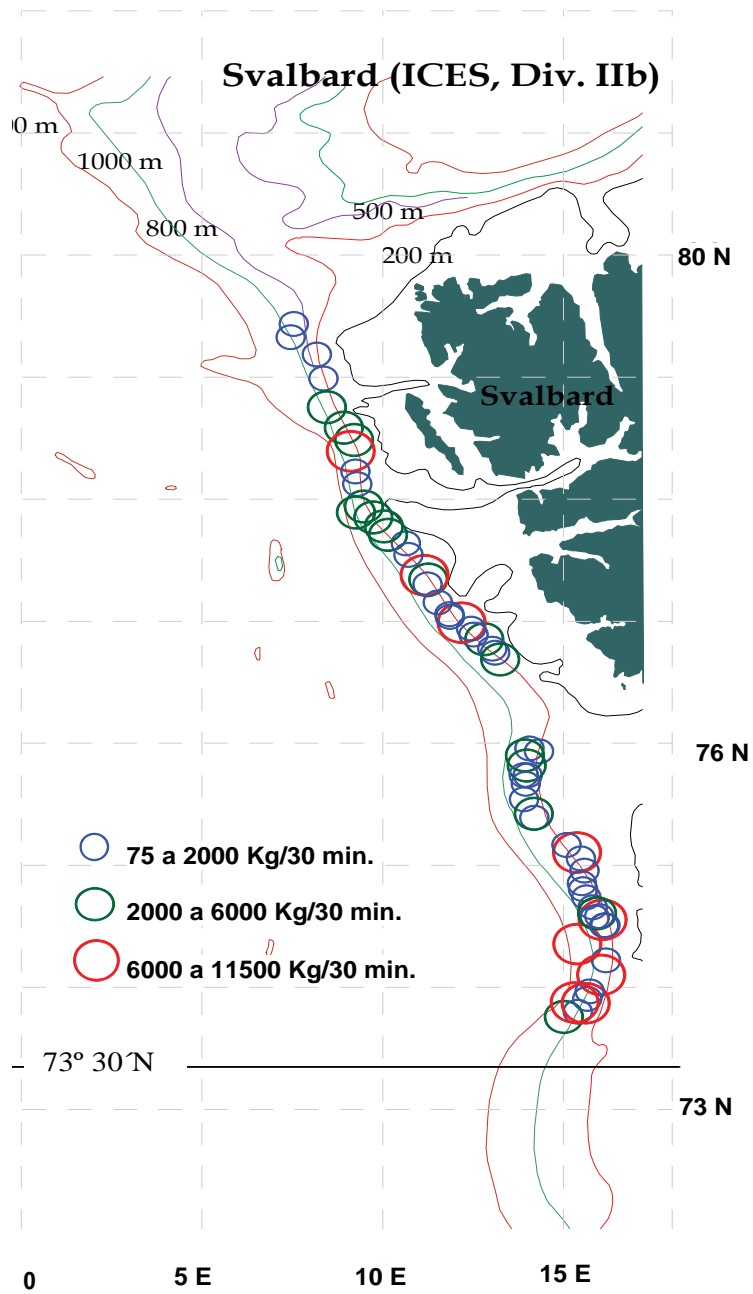 Svalbard (ICES, Div. IIb)
00 m
1000 m
800 m
500 m
200 m
80 N
Svalbard
76 N
75 a 2000 Kg/30 min.
2000 a 6000 Kg/30 min.
6000 a 11500 Kg/30 min.
73º 30´N
73 N
0
5 E
10 E
15 E